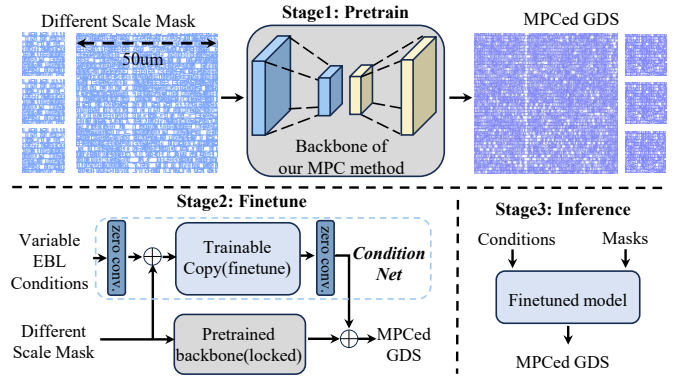 Different Scale Mask
50um
Stage1: Pretrain
Backbone of
our MPC method
MPCed GDS
Stage2: Finetune
Variable
EBL
Conditions
zero conv.
Trainable
Copy(finetune)
zero conv.
Condition
Net
Different
Scale Mask
Pretrained
backbone(locked)
MPCed
GDS
Stage3: Inference
Conditions
Masks
Finetuned model
MPCed GDS